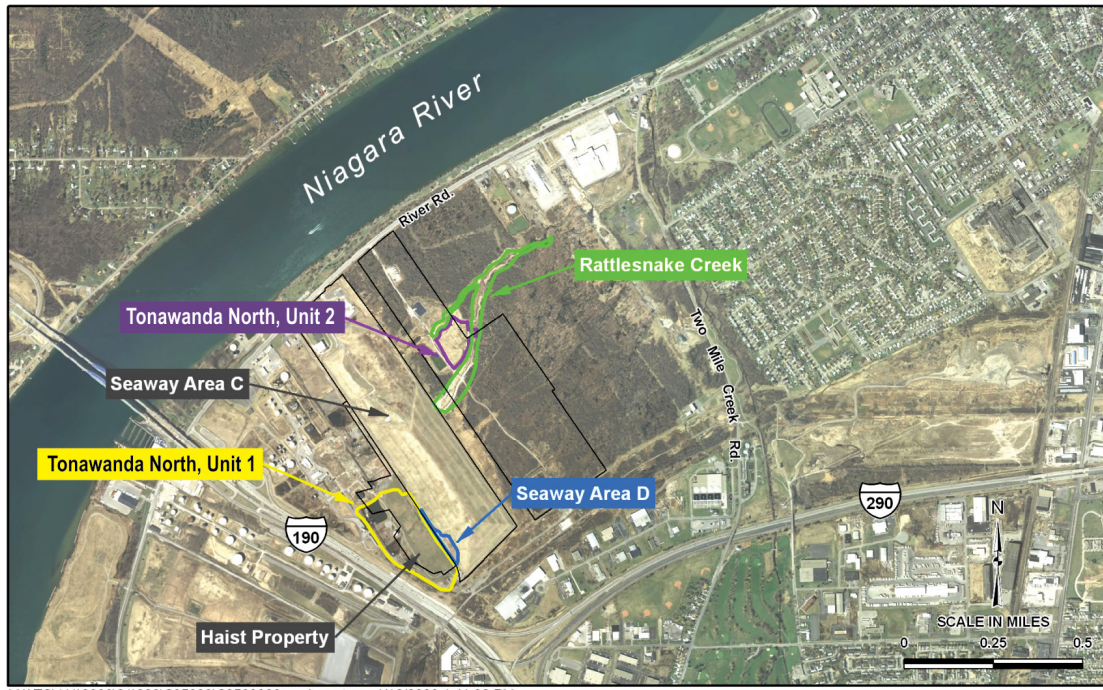 Niagara River
River Rd.
Rattlesnake Creek
Tonawanda North, Unit 2
Two Mile Creek Rd.
Seaway Area C
Tonawanda North, Unit 1
Seaway Area D
290
190
N
Haist Property
SCALE IN MILES
0 0.25 0.5